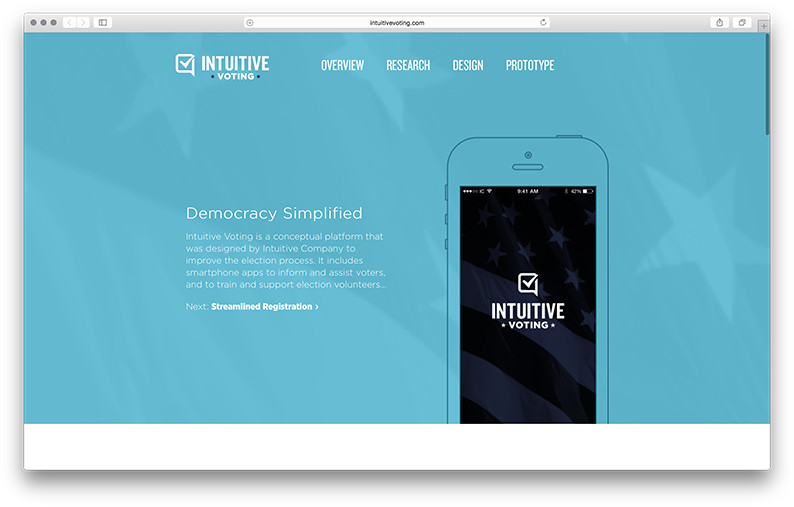 intuitivevoting.com
INTUITIVE
VOTING
OVERVIEW RESEARCH DESIGN PROTOTYPE
●●●○○ IC 9:41 AM 42%
Democracy Simplified
Intuitive Voting is a conceptual platform that
was designed by Intuitive Company to
improve the election process. It includes
smartphone apps to inform and assist voters,
and to train and support election volunteers...
Next: Streamlined Registration ›
INTUITIVE
★ VOTING ★